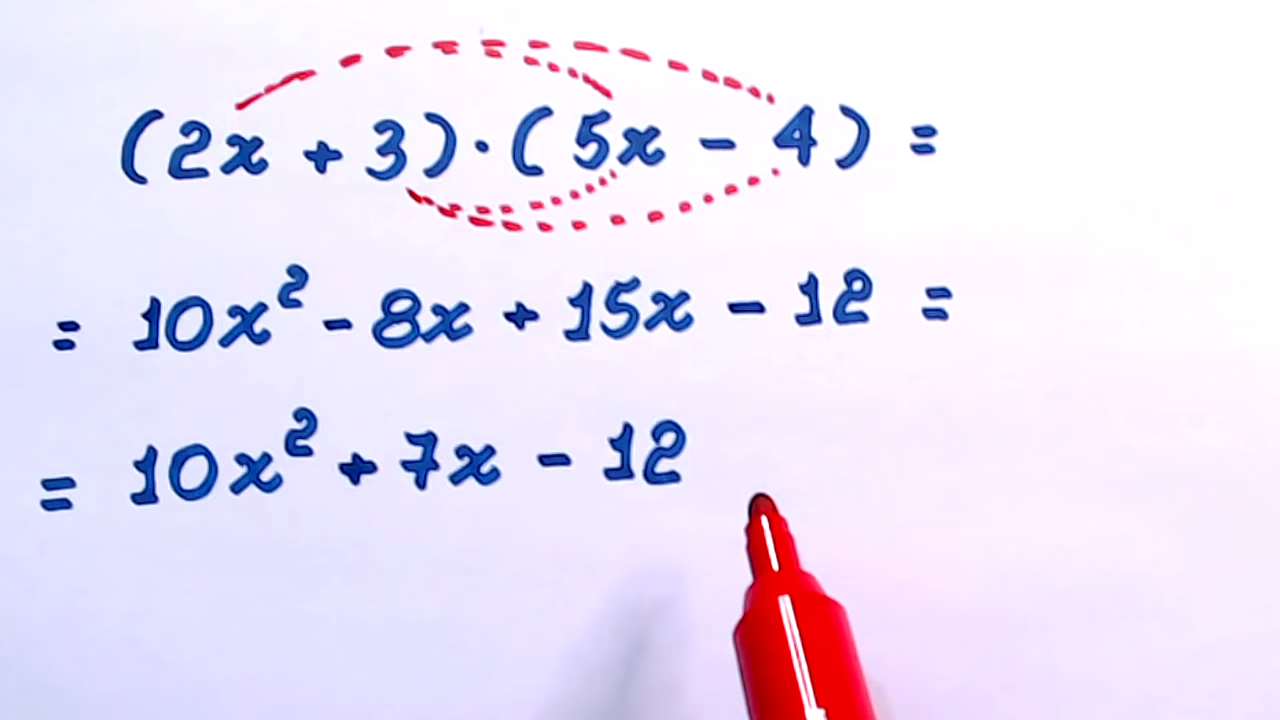 (2x + 3) · (5x - 4) =
= 10x² - 8x + 15x - 12 =
= 10x² + 7x - 12